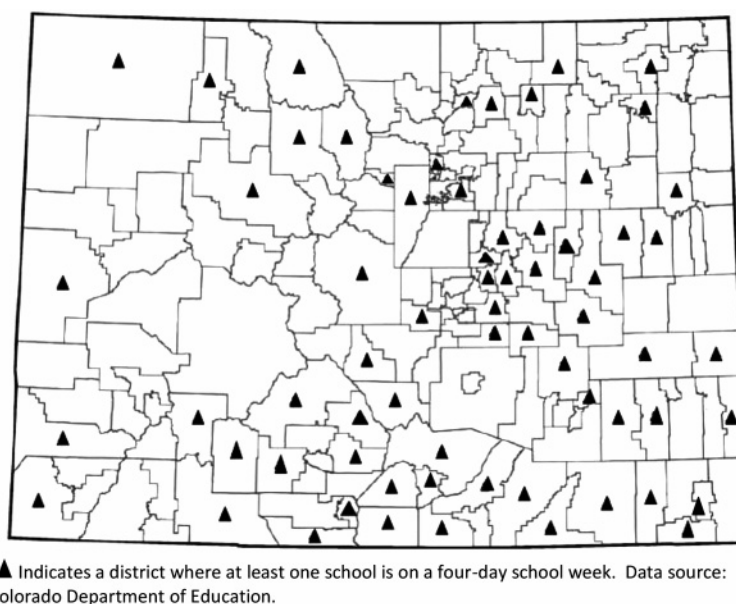 ▲ Indicates a district where at least one school is on a four-day school week. Data source:
olorado Department of Education.